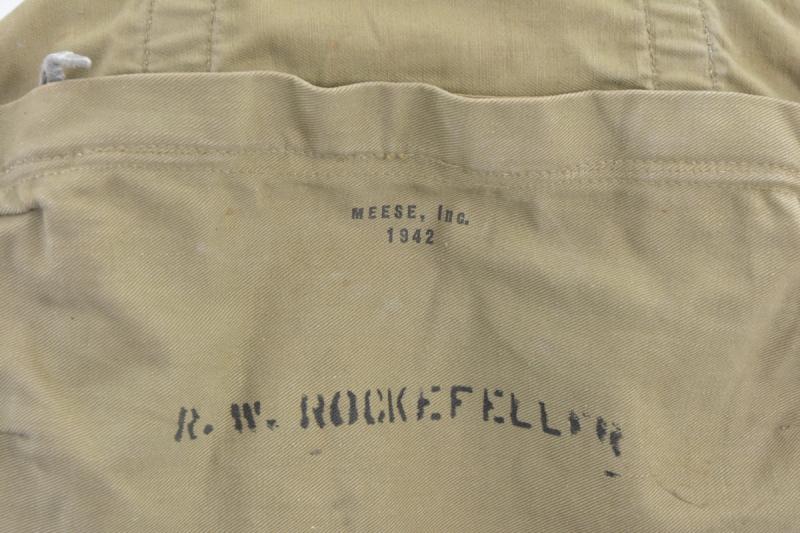 MEESE, Inc.
1942
R. W. ROCKEFELLER